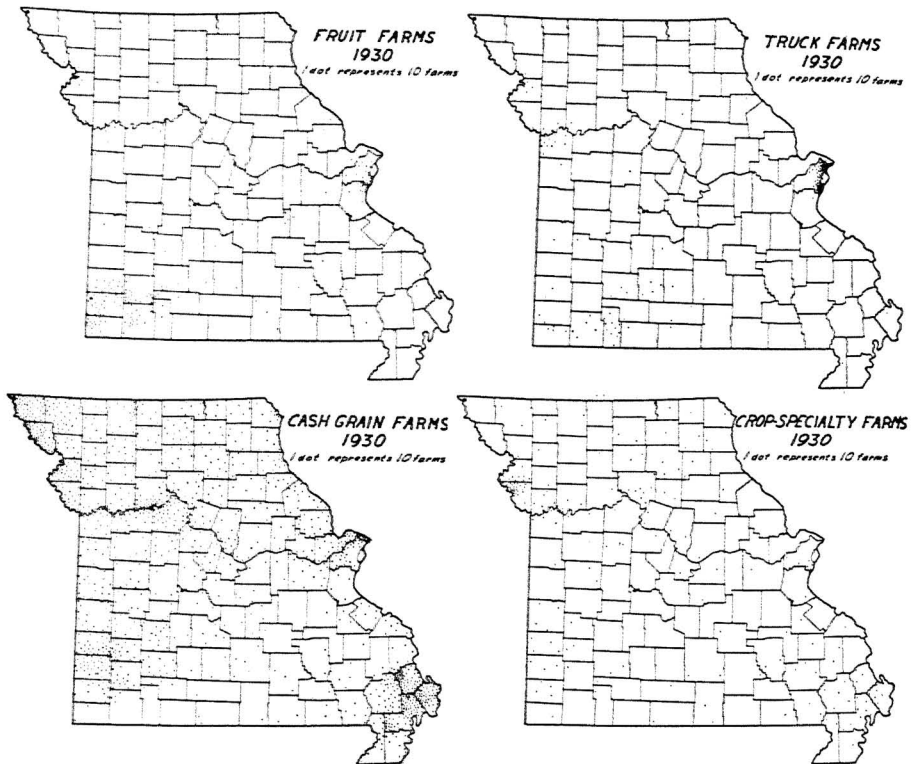 FRUIT FARMS
1930
1 dot represents 10 farms
TRUCK FARMS
1930
1 dot represents 10 farms
CASH GRAIN FARMS
1930
1 dot represents 10 farms
CROP-SPECIALTY FARMS
1930
1 dot represents 10 farms